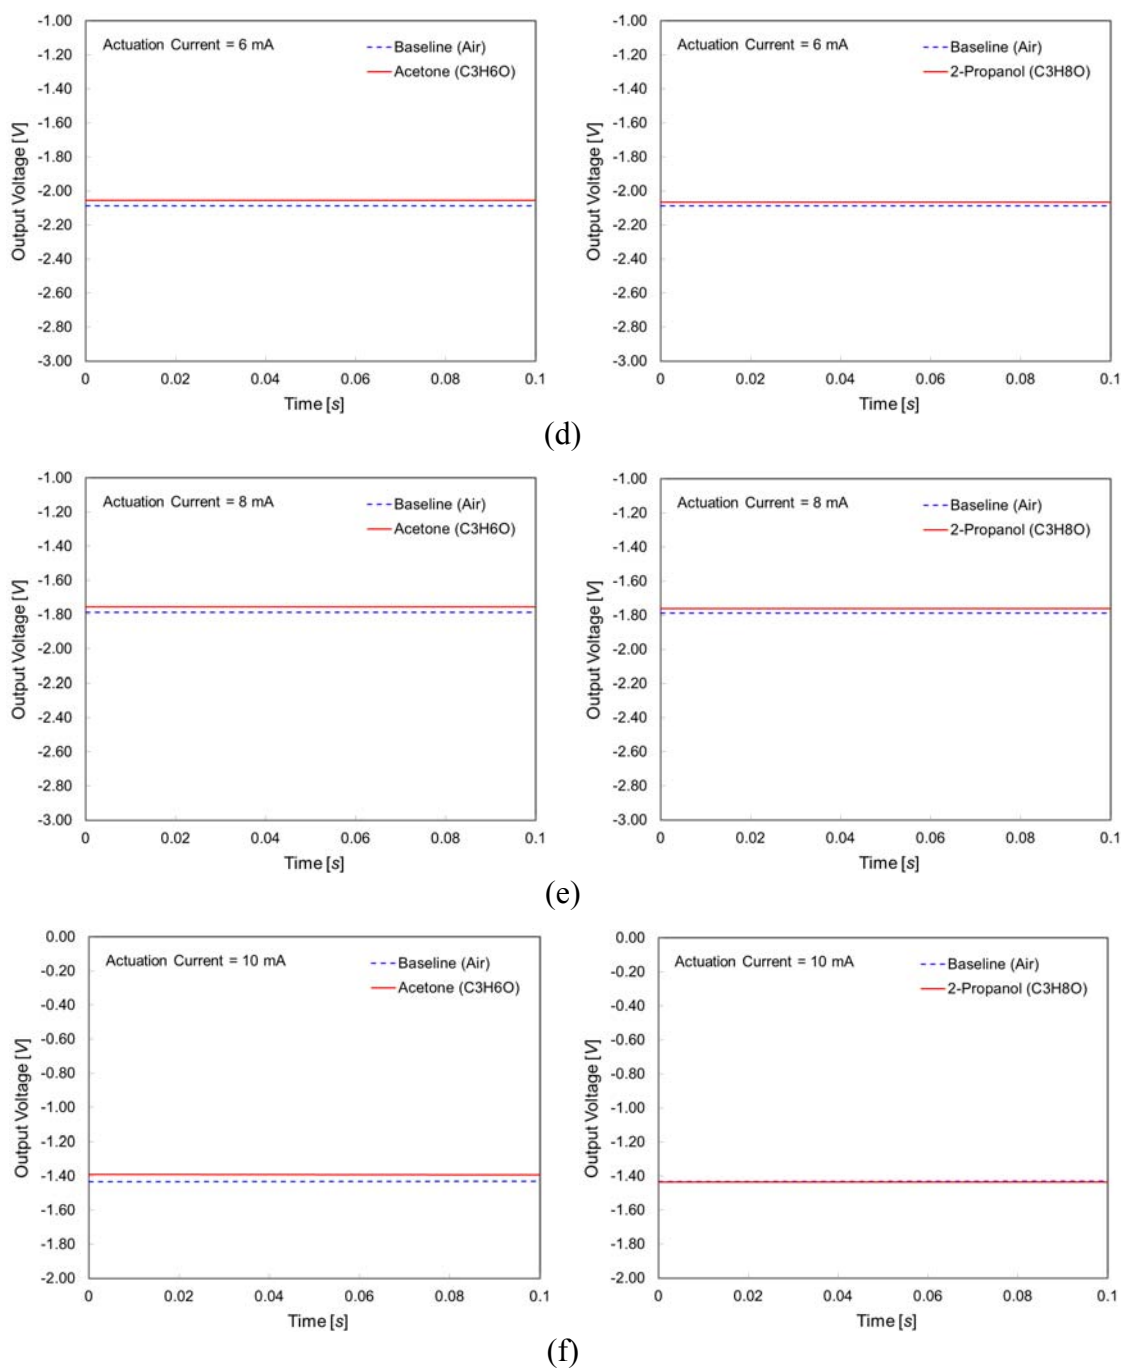 Actuation Current = 6 mA
Baseline (Air)
Acetone (C3H6O)
Output Voltage [V]
-1.00
-1.20
-1.40
-1.60
-1.80
-2.00
-2.20
-2.40
-2.60
-2.80
-3.00
0 0.02 0.04 0.06 0.08 0.1
Time [s]
Actuation Current = 6 mA
Baseline (Air)
2-Propanol (C3H8O)
Output Voltage [V]
-1.00
-1.20
-1.40
-1.60
-1.80
-2.00
-2.20
-2.40
-2.60
-2.80
-3.00
0 0.02 0.04 0.06 0.08 0.1
Time [s]
(d)
Actuation Current = 8 mA
Baseline (Air)
Acetone (C3H6O)
Output Voltage [V]
-1.00
-1.20
-1.40
-1.60
-1.80
-2.00
-2.20
-2.40
-2.60
-2.80
-3.00
0 0.02 0.04 0.06 0.08 0.1
Time [s]
Actuation Current = 8 mA
Baseline (Air)
2-Propanol (C3H8O)
Output Voltage [V]
-1.00
-1.20
-1.40
-1.60
-1.80
-2.00
-2.20
-2.40
-2.60
-2.80
-3.00
0 0.02 0.04 0.06 0.08 0.1
Time [s]
(e)
Actuation Current = 10 mA
Baseline (Air)
Acetone (C3H6O)
Output Voltage [V]
0.00
-0.20
-0.40
-0.60
-0.80
-1.00
-1.20
-1.40
-1.60
-1.80
-2.00
0 0.02 0.04 0.06 0.08 0.1
Time [s]
Actuation Current = 10 mA
Baseline (Air)
2-Propanol (C3H8O)
Output Voltage [V]
0.00
-0.20
-0.40
-0.60
-0.80
-1.00
-1.20
-1.40
-1.60
-1.80
-2.00
0 0.02 0.04 0.06 0.08 0.1
Time [s]
(f)